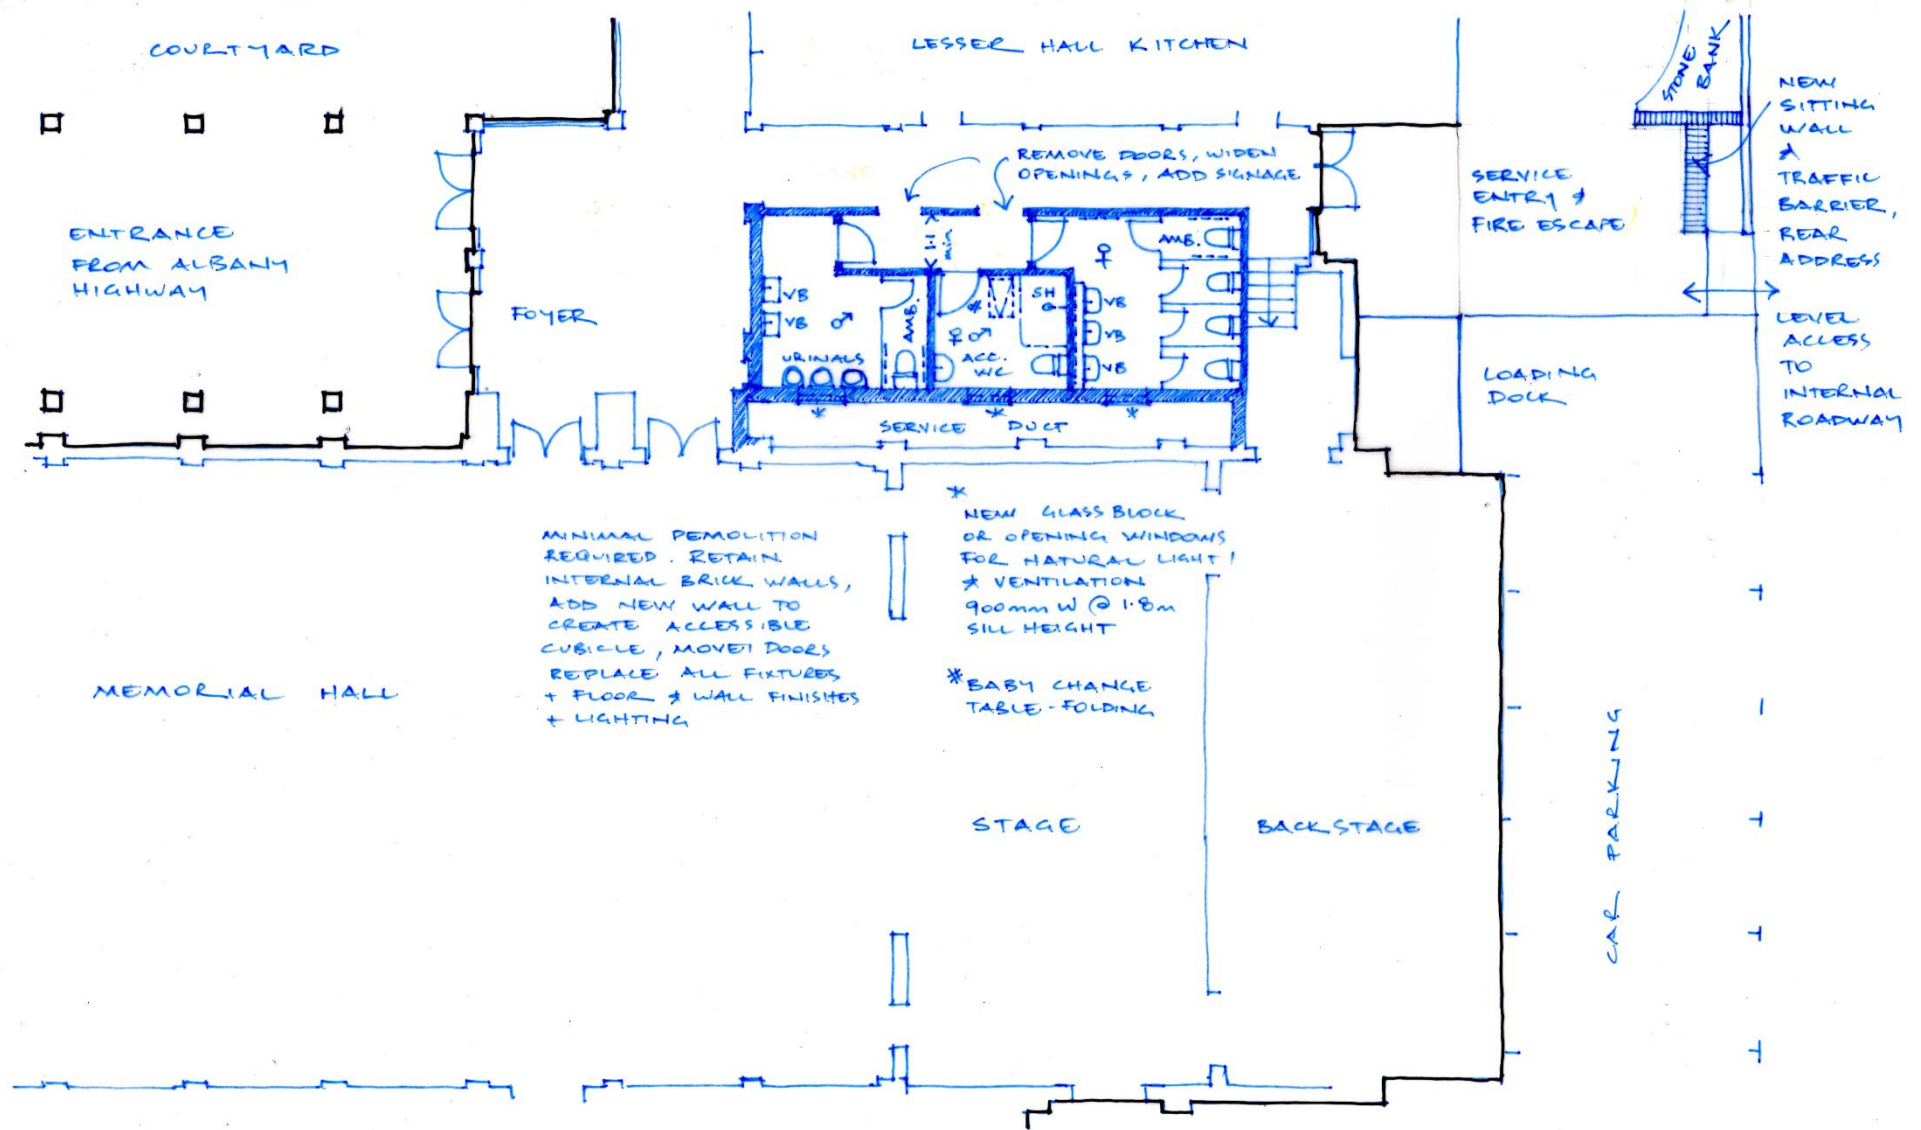 COURTYARD
LESSER HALL KITCHEN
STONE
BANK
NEW
SITTING
WALL
&
TRAFFIC
BARRIER,
REAR
ADDRESS
REMOVE DOORS, WIDEN
OPENINGS, ADD SIGNAGE
SERVICE
ENTRY &
FIRE ESCAPE
ENTRANCE
FROM ALBANY
HIGHWAY
FOYER
1.1
min
AMB.
VB
VB
♂
URINALS
AMB.
*
♀♂
ACC.
WC
SH
♀
VB
VB
VB
LEVEL
ACCESS
TO
INTERNAL
ROADWAY
LOADING
DOCK
* * *
SERVICE DUCT
MINIMAL DEMOLITION
REQUIRED. RETAIN
INTERNAL BRICK WALLS,
ADD NEW WALL TO
CREATE ACCESSIBLE
CUBICLE, MOVE DOORS
REPLACE ALL FIXTURES
+ FLOOR & WALL FINISHES
+ LIGHTING
*
NEW GLASS BLOCK
OR OPENING WINDOWS
FOR NATURAL LIGHT
& VENTILATION
900mm W @ 1.8m
SILL HEIGHT
*BABY CHANGE
TABLE - FOLDING
MEMORIAL HALL
STAGE
BACKSTAGE
CAR PARKING